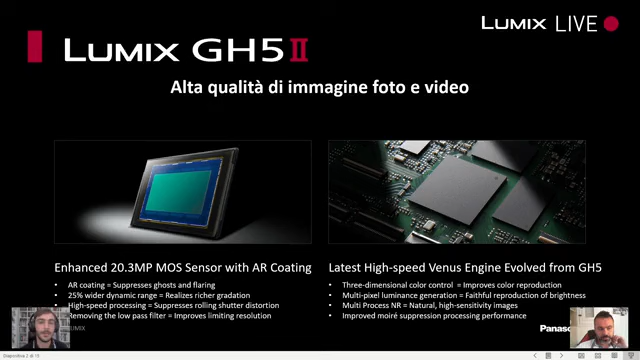 LUMIX LIVE
LUMIX GH5II
Alta qualità di immagine foto e video
Enhanced 20.3MP MOS Sensor with AR Coating
• AR coating = Suppresses ghosts and flaring
• 25% wider dynamic range = Realizes richer gradation
• High-speed processing = Suppresses rolling shutter distortion
Removing the low pass filter = Improves limiting resolution
Latest High-speed Venus Engine Evolved from GH5
• Three-dimensional color control = Improves color reproduction
• Multi-pixel luminance generation = Faithful reproduction of brightness
• Multi Process NR = Natural, high-sensitivity images
• Improved moiré suppression processing performance
LUMIX
Panas